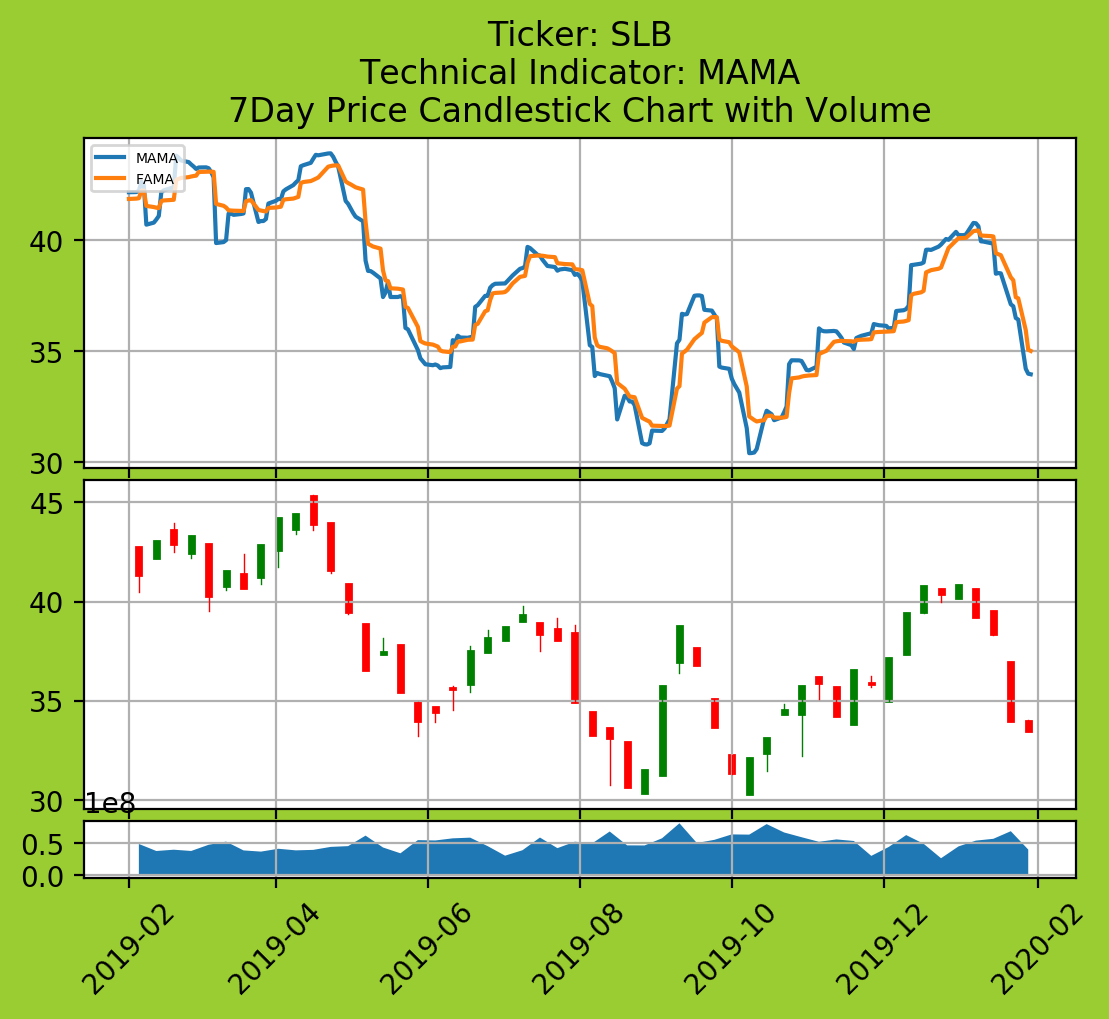 Ticker: SLB
Technical Indicator: MAMA
7Day Price Candlestick Chart with Volume
MAMA
FAMA
40
35
30
45
40
35
30
1e8
0.5
0.0
2019-02
2019-04
2019-06
2019-08
2019-10
2019-12
2020-02